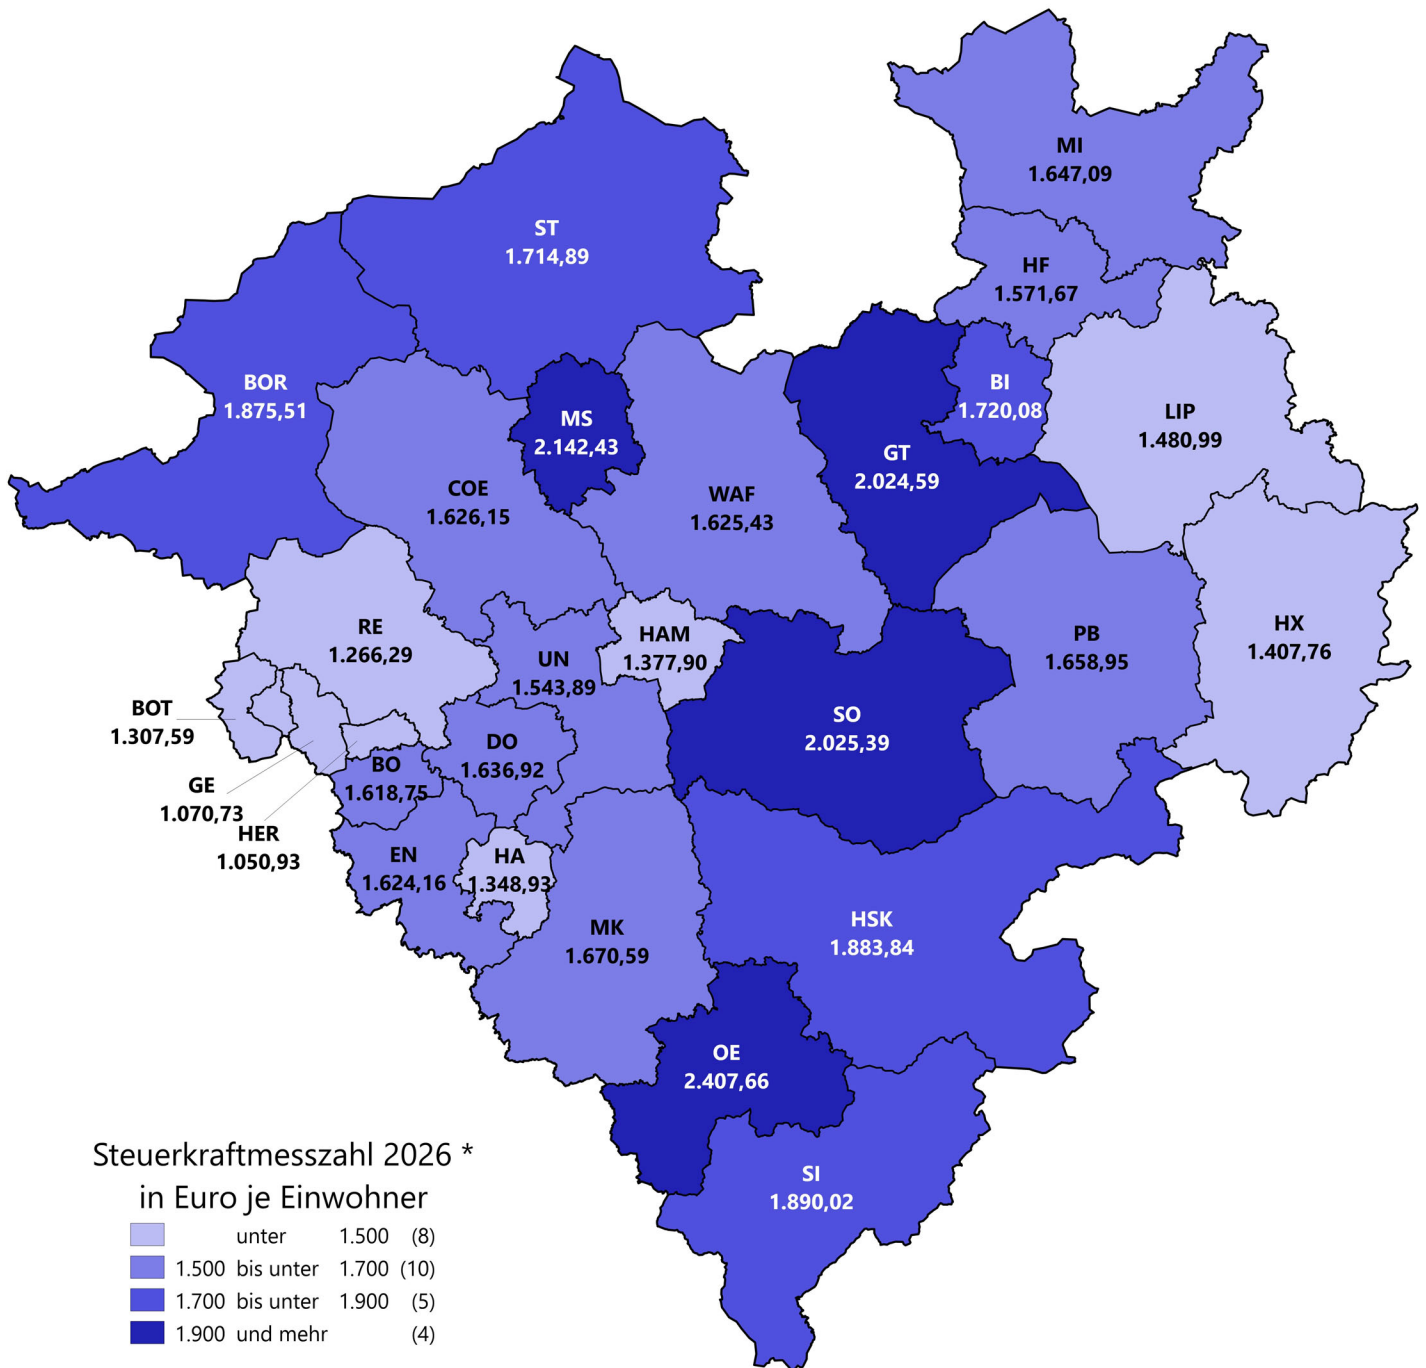 MI
1.647,09
ST
1.714,89
HF
1.571,67
BOR
1.875,51
BI
1.720,08
LIP
1.480,99
MS
2.142,43
GT
2.024,59
COE
1.626,15
WAF
1.625,43
RE
1.266,29
HAM
1.377,90
PB
1.658,95
HX
1.407,76
UN
1.543,89
BOT
1.307,59
SO
2.025,39
DO
1.636,92
BO
1.618,75
GE
1.070,73
HER
1.050,93
EN
1.624,16
HA
1.348,93
HSK
1.883,84
MK
1.670,59
OE
2.407,66
SI
1.890,02
Steuerkraftmesszahl 2026 *
in Euro je Einwohner
unter 1.500 (8)
1.500 bis unter 1.700 (10)
1.700 bis unter 1.900 (5)
1.900 und mehr (4)